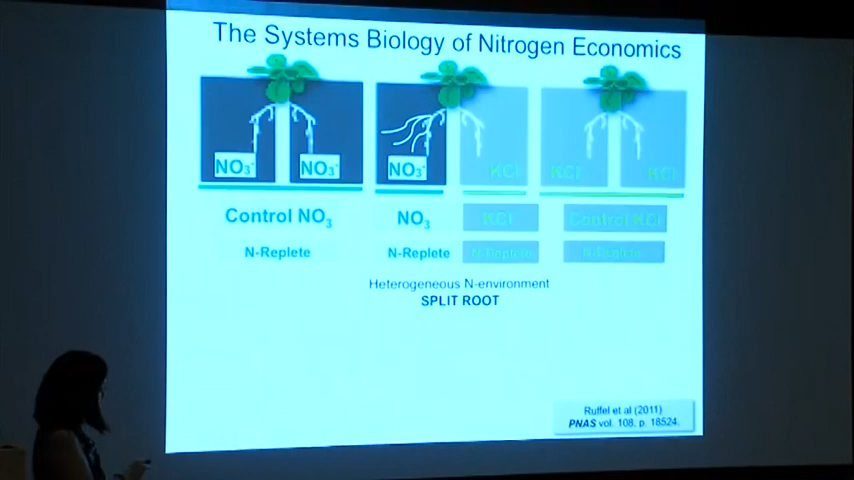 The Systems Biology of Nitrogen Economics
NO₃⁻ NO₃⁻ NO₃⁻ KCl KCl KCl
Control NO₃ NO₃ KCl Control KCl
N-Replete N-Replete N-Deplete N-Deplete
Heterogeneous N-environment
SPLIT ROOT
Ruffel et al (2011)
PNAS vol. 108, p. 18524.